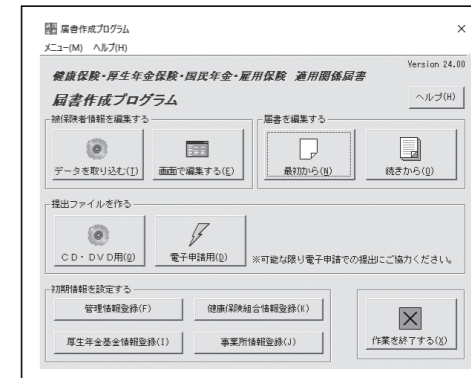 届書作成プログラム
メニュー(M) ヘルプ(H)
Version 24.00
健康保険・厚生年金保険・国民年金・雇用保険 適用関係届書
届書作成プログラム
ヘルプ(H)
被保険者情報を編集する
データを取り込む(T) 画面で編集する(E)
届書を編集する
最初から(N) 続きから(O)
提出ファイルを作る
CD・DVD用(Q) 電子申請用(D) ※可能な限り電子申請での提出にご協力ください。
初期情報を設定する
管理情報登録(F) 健康保険組合情報登録(K)
厚生年金基金情報登録(I) 事業所情報登録(J)
作業を終了する(X)